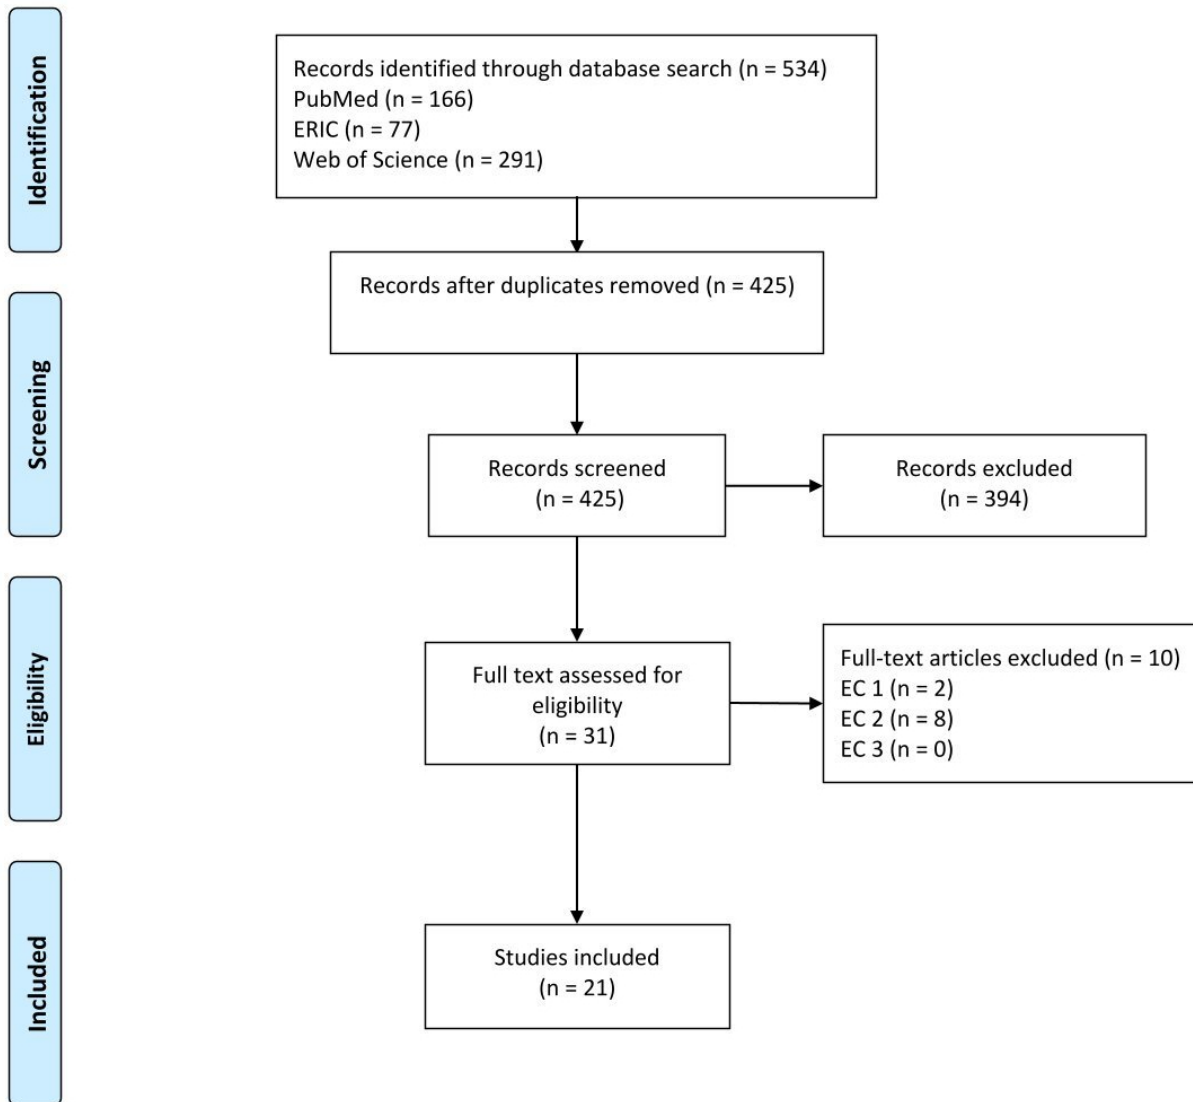 Identification
Records identified through database search (n = 534)
PubMed (n = 166)
ERIC (n = 77)
Web of Science (n = 291)
Records after duplicates removed (n = 425)
Screening
Records screened
(n = 425)
Records excluded
(n = 394)
Eligibility
Full text assessed for
eligibility
(n = 31)
Full-text articles excluded (n = 10)
EC 1 (n = 2)
EC 2 (n = 8)
EC 3 (n = 0)
Included
Studies included
(n = 21)